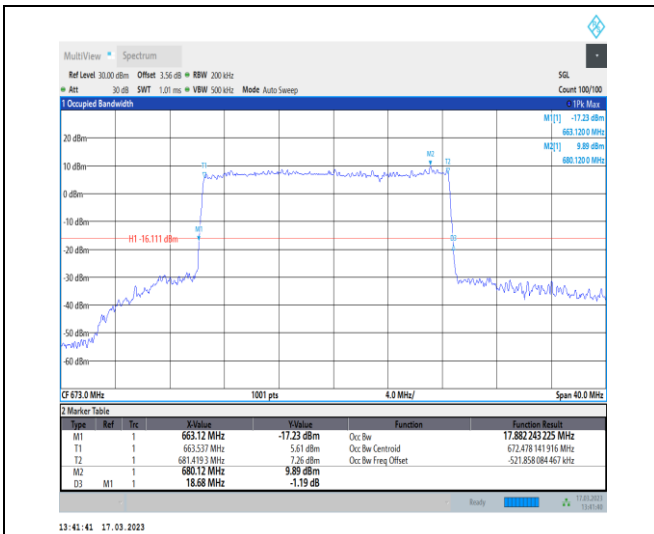 MultiView Spectrum
Ref Level 30.00 dBm Offset 3.56 dB RBW 200 kHz SGL
Att 30 dB SWT 1.01 ms VBW 500 kHz Mode Auto Sweep Count 100/100
1 Occupied Bandwidth 1Pk Max
M1[1] -17.23 dBm
663.120 0 MHz
M2[1] 9.89 dBm
680.120 0 MHz
20 dBm
M2
T1 T2
10 dBm
0 dBm
-10 dBm
M1
H1 -16.111 dBm D3
-20 dBm
-30 dBm
-40 dBm
-50 dBm
-60 dBm
CF 673.0 MHz 1001 pts 4.0 MHz/ Span 40.0 MHz
2 Marker Table
Type Ref Trc X-Value Y-Value Function Function Result
M1 1 663.12 MHz -17.23 dBm Occ Bw 17.882 243 225 MHz
T1 1 663.537 MHz 5.61 dBm Occ Bw Centroid 672.478 141 916 MHz
T2 1 681.419 3 MHz 7.26 dBm Occ Bw Freq Offset -521.858 084 467 kHz
M2 1 680.12 MHz 9.89 dBm
D3 M1 1 18.68 MHz -1.19 dB
Ready 17.03.2023
13:41:40
13:41:41 17.03.2023